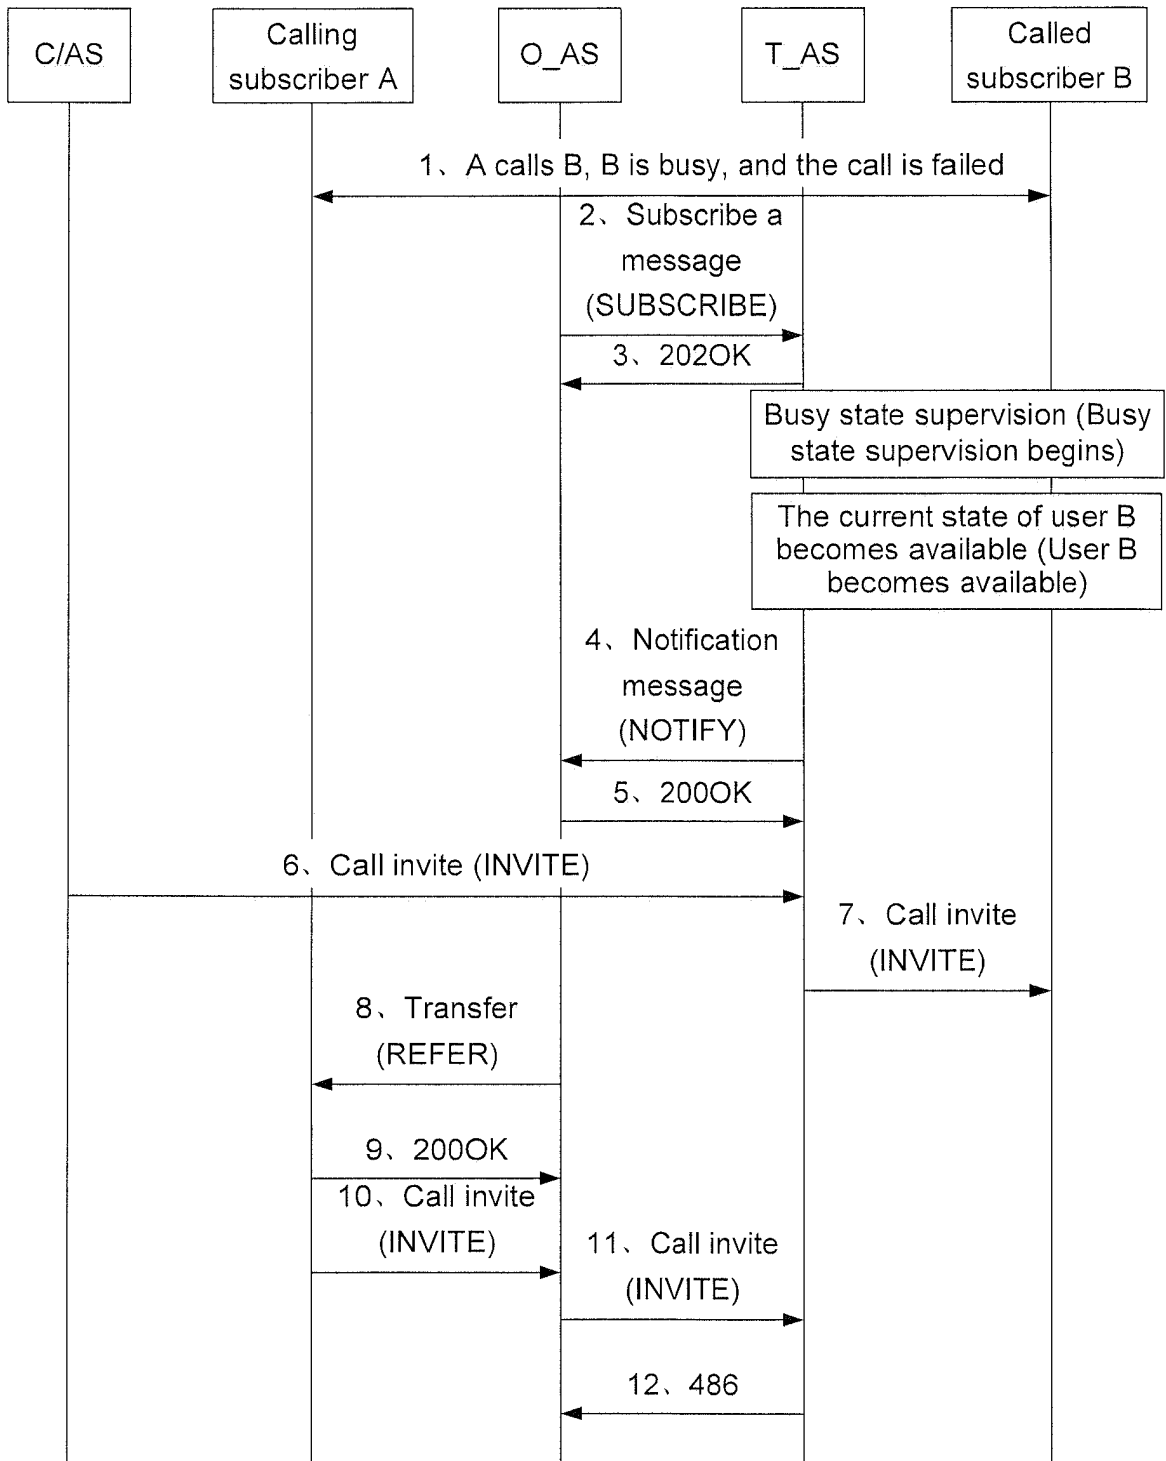 C/AS
Calling
subscriber A
O_AS
T_AS
Called
subscriber B
1、A calls B, B is busy, and the call is failed
2、Subscribe a
message
(SUBSCRIBE)
3、202OK
Busy state supervision (Busy
state supervision begins)
The current state of user B
becomes available (User B
becomes available)
4、Notification
message
(NOTIFY)
5、200OK
6、Call invite (INVITE)
7、Call invite
(INVITE)
8、Transfer
(REFER)
9、200OK
10、Call invite
(INVITE)
11、Call invite
(INVITE)
12、486